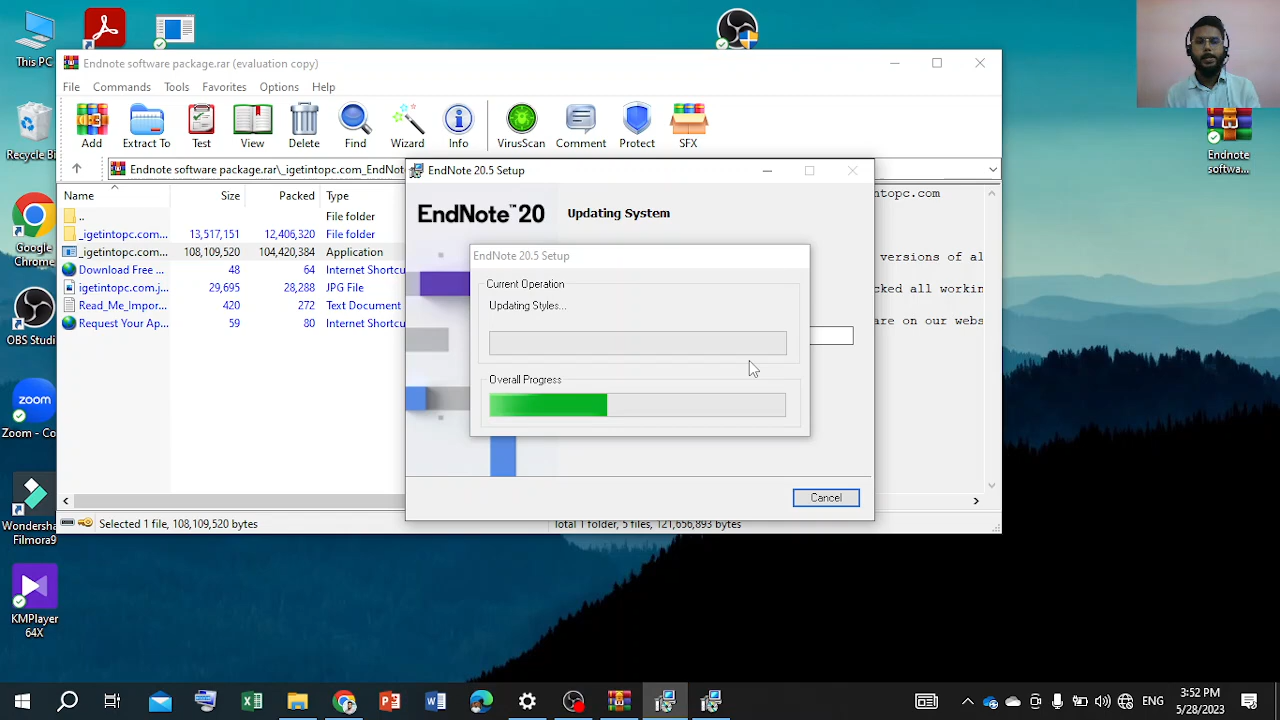 This PC
Recycle Bi
Google
Chrome
OBS Studi
Zoom - Co
Wondersha
Filmora9
KMPlayer
64X
Endnote
softwa...
Endnote software package.rar (evaluation copy)
File Commands Tools Favorites Options Help
Add Extract To Test View Delete Find Wizard Info VirusScan Comment Protect SFX
Endnote software package.rar\_igetintopc.com_EndNot
Name Size Packed Type
.. File folder
_igetintopc.com... 13,517,151 12,406,320 File folder
_igetintopc.com... 108,109,520 104,420,384 Application
Download Free ... 48 64 Internet Shortcu
igetintopc.com.j... 29,695 28,288 JPG File
Read_Me_Impor... 420 272 Text Document
Request Your Ap... 59 80 Internet Shortcu
ntopc.com
versions of al
cked all workin
are on our webs
Selected 1 file, 108,109,520 bytes
Total 1 folder, 5 files, 121,656,893 bytes
EndNote 20.5 Setup
EndNote™ 20
Updating System
EndNote 20.5 Setup
Current Operation
Updating Styles...
Overall Progress
Cancel
ENG
3:52 PM
5/28/2023